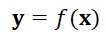 𝐲 = 𝑓(𝐱)